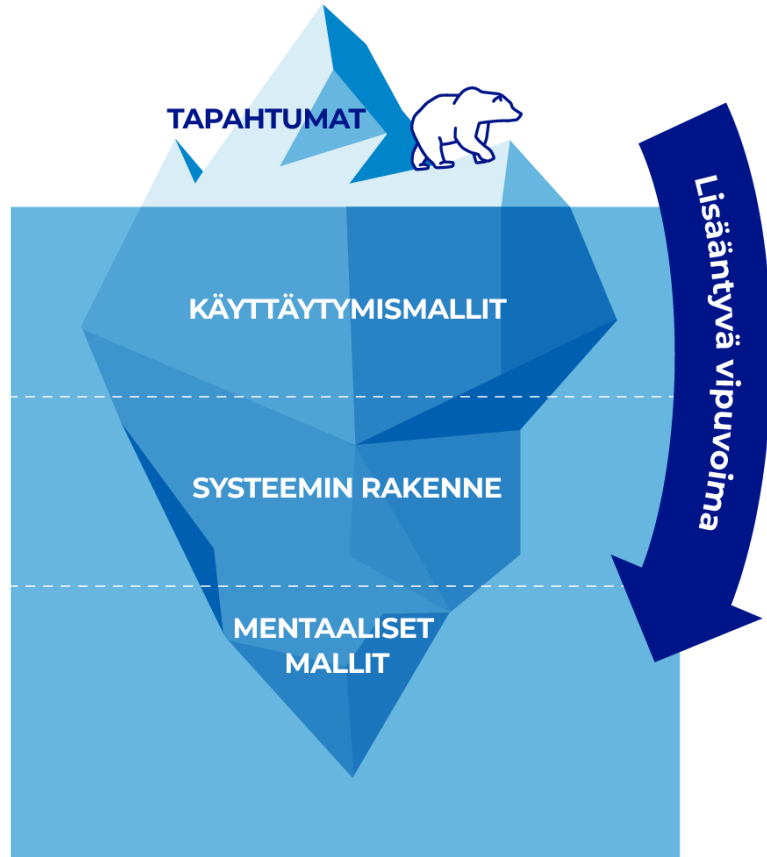 TAPAHTUMAT
KÄYTTÄYTYMISMALLIT
SYSTEEMIN RAKENNE
MENTAALISET
MALLIT
Lisääntyvä vipuvoima